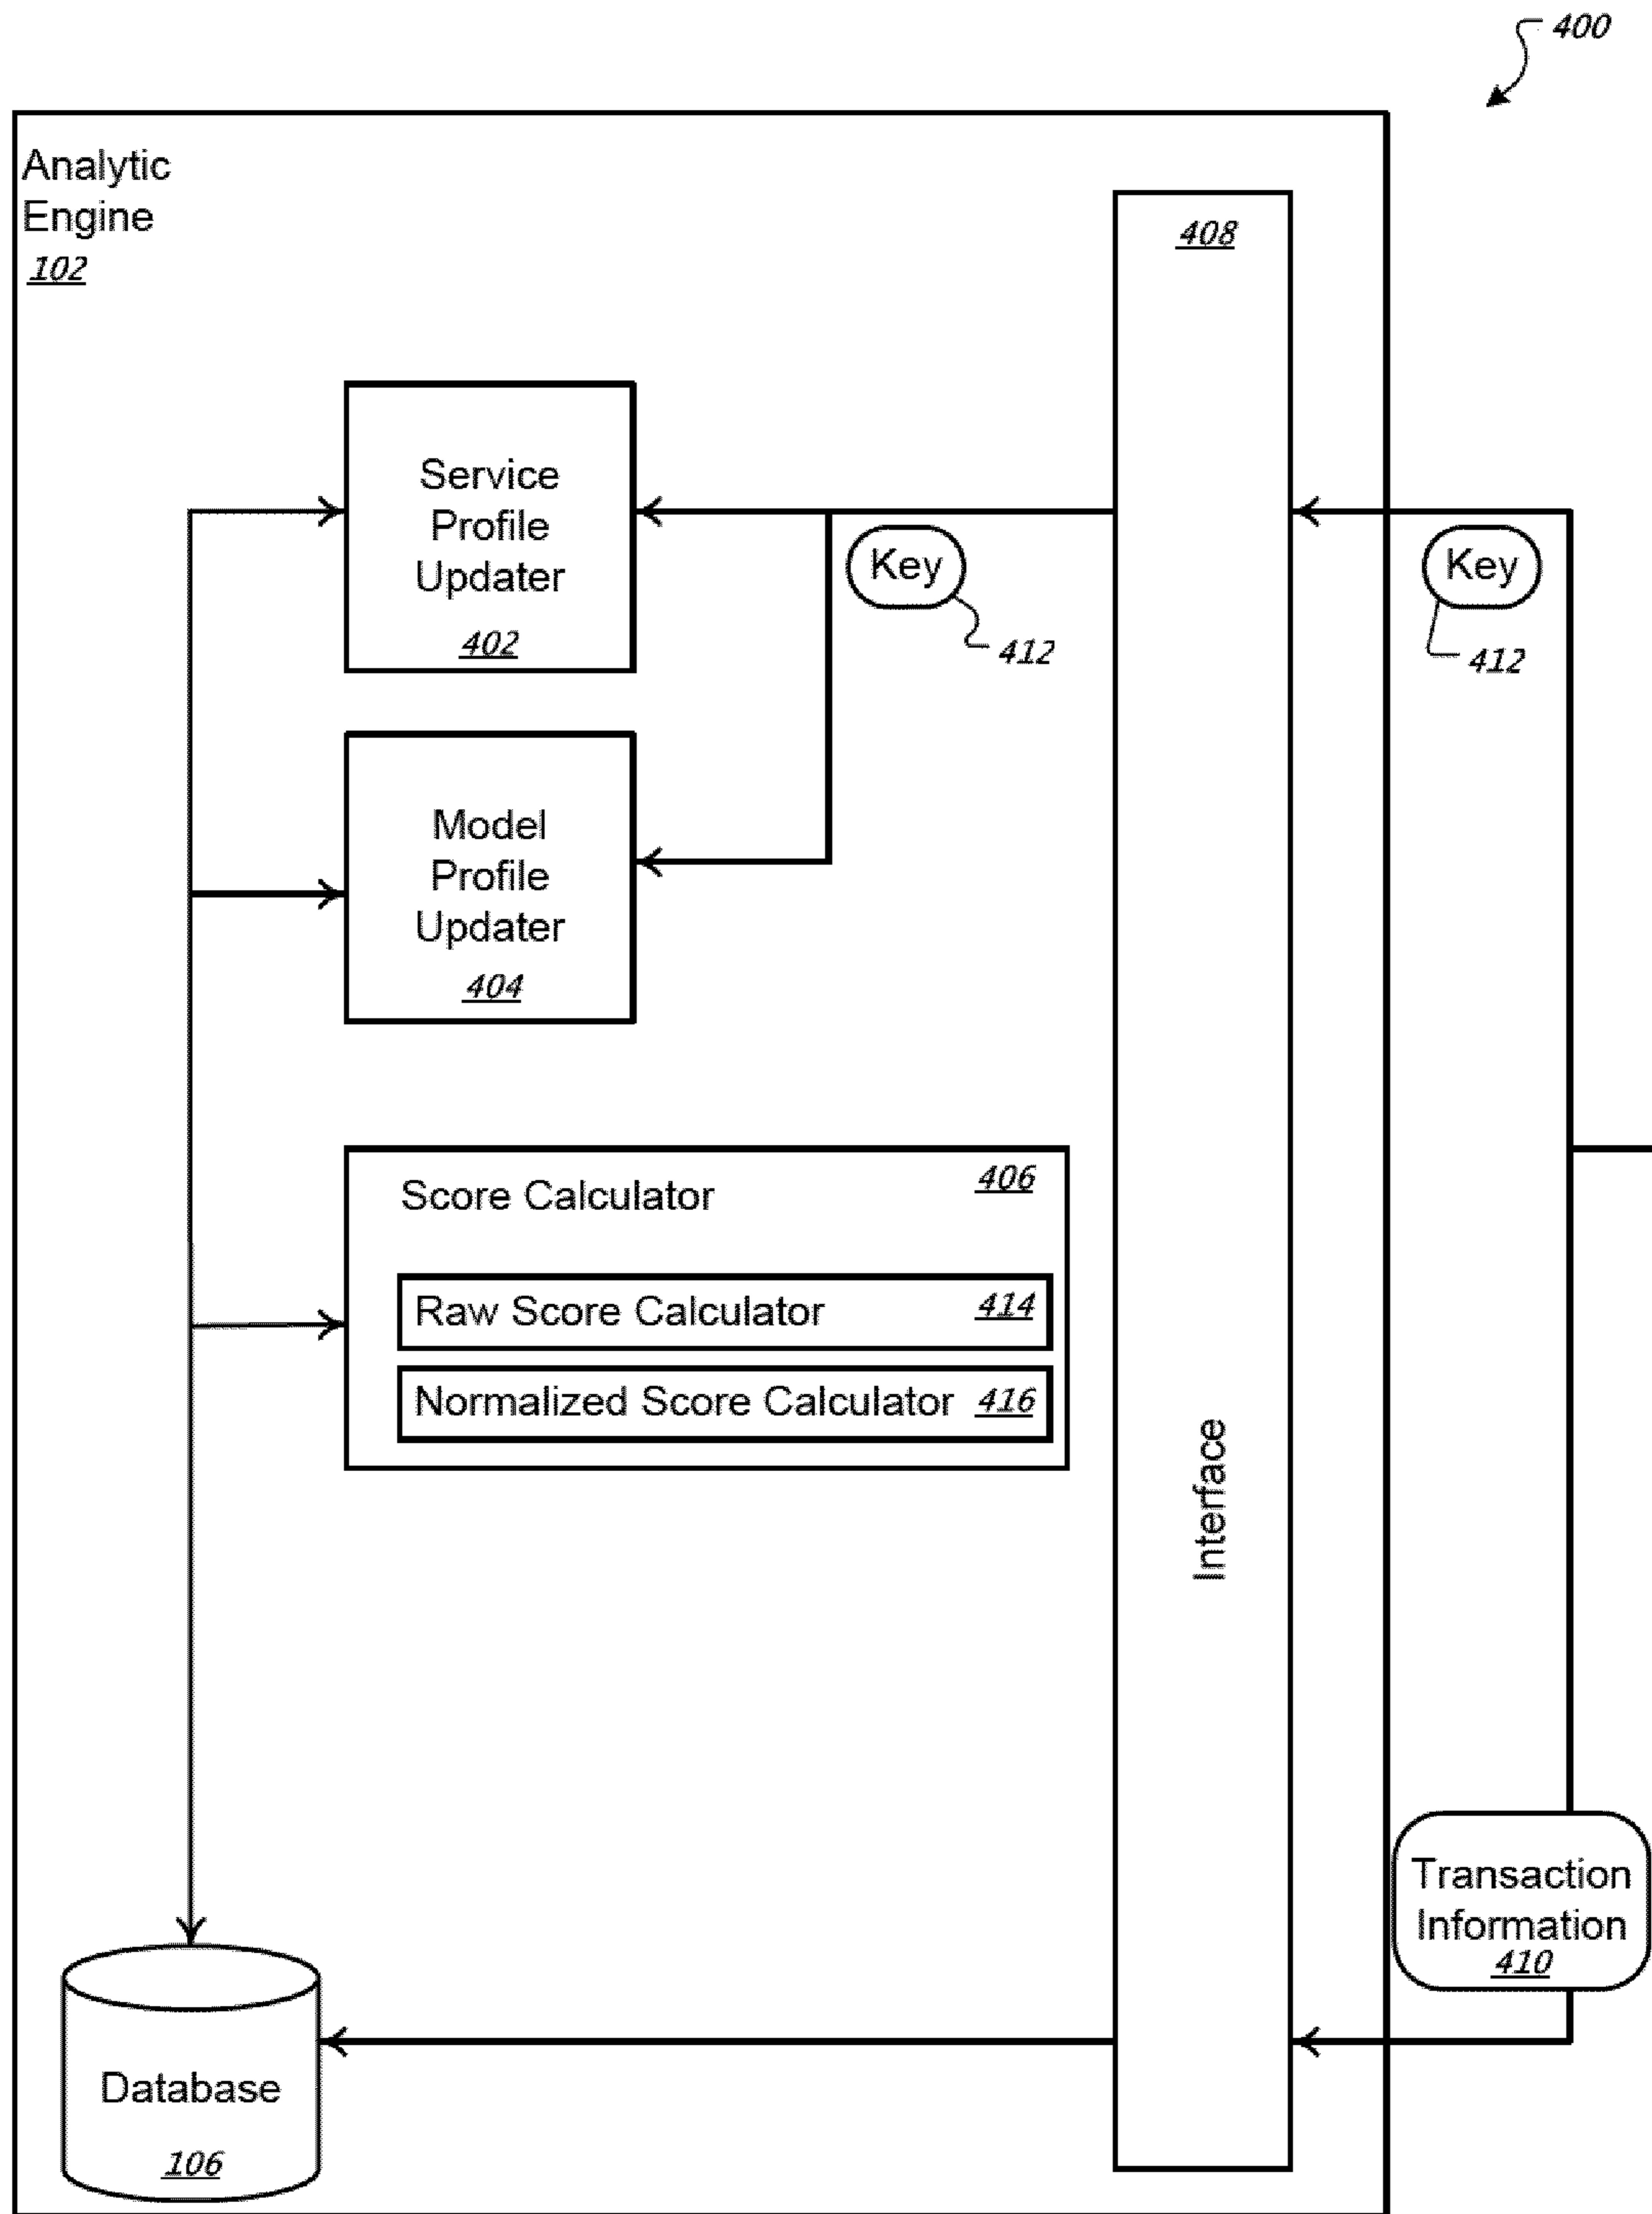 400
Analytic
Engine
102
408
Service
Profile
Updater
402
Key
412
Key
412
Model
Profile
Updater
404
Score Calculator 406
Raw Score Calculator 414
Normalized Score Calculator 416
Interface
Transaction
Information
410
Database
106